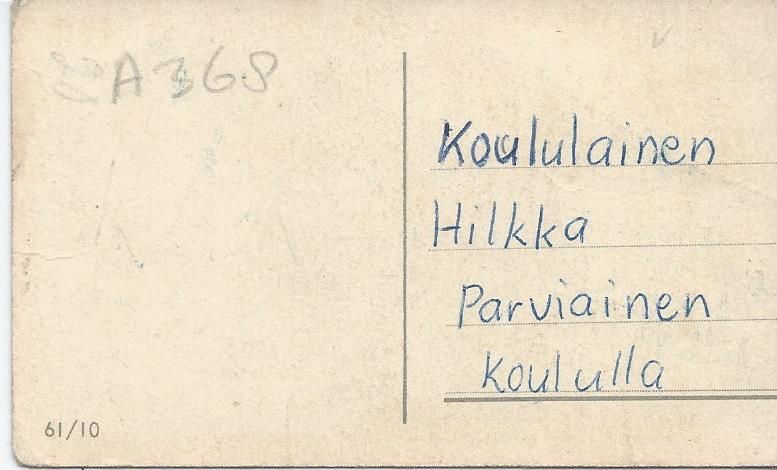 A368
Koululainen
Hilkka
Parviainen
Koululla
61/10